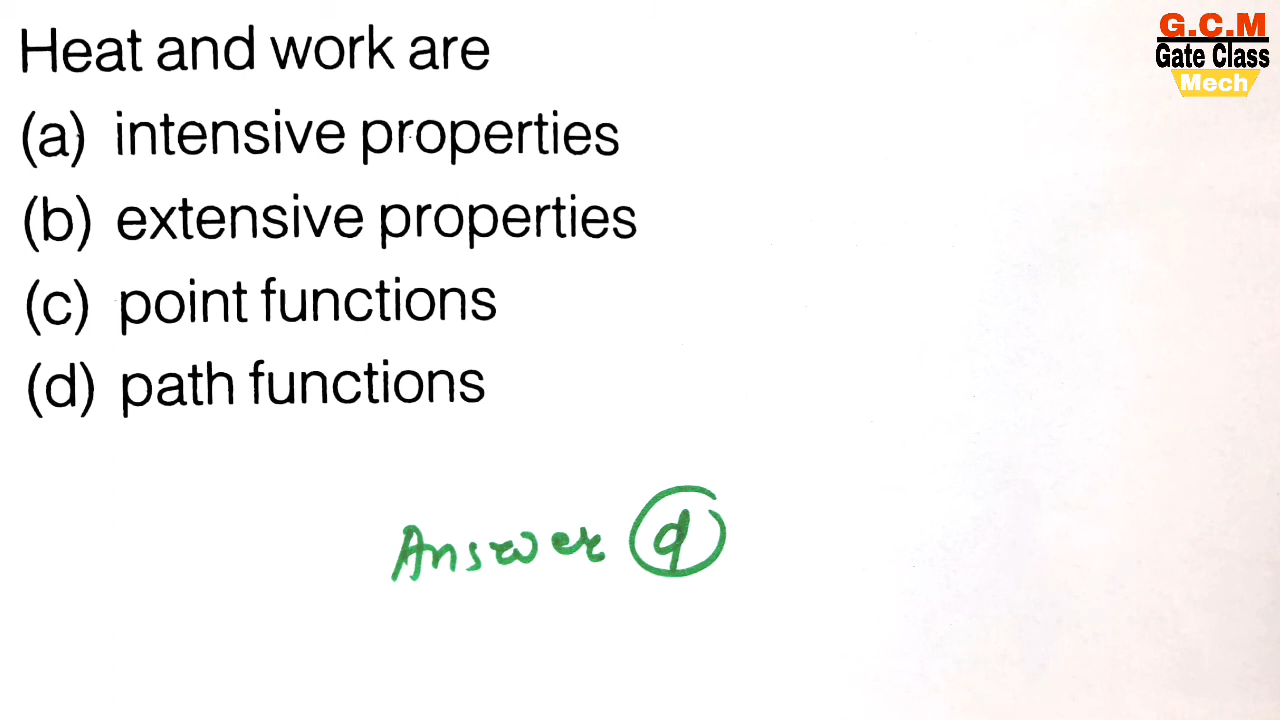 Heat and work are
(a) intensive properties
(b) extensive properties
(c) point functions
(d) path functions
Answer d
G.C.M
Gate Class
Mech